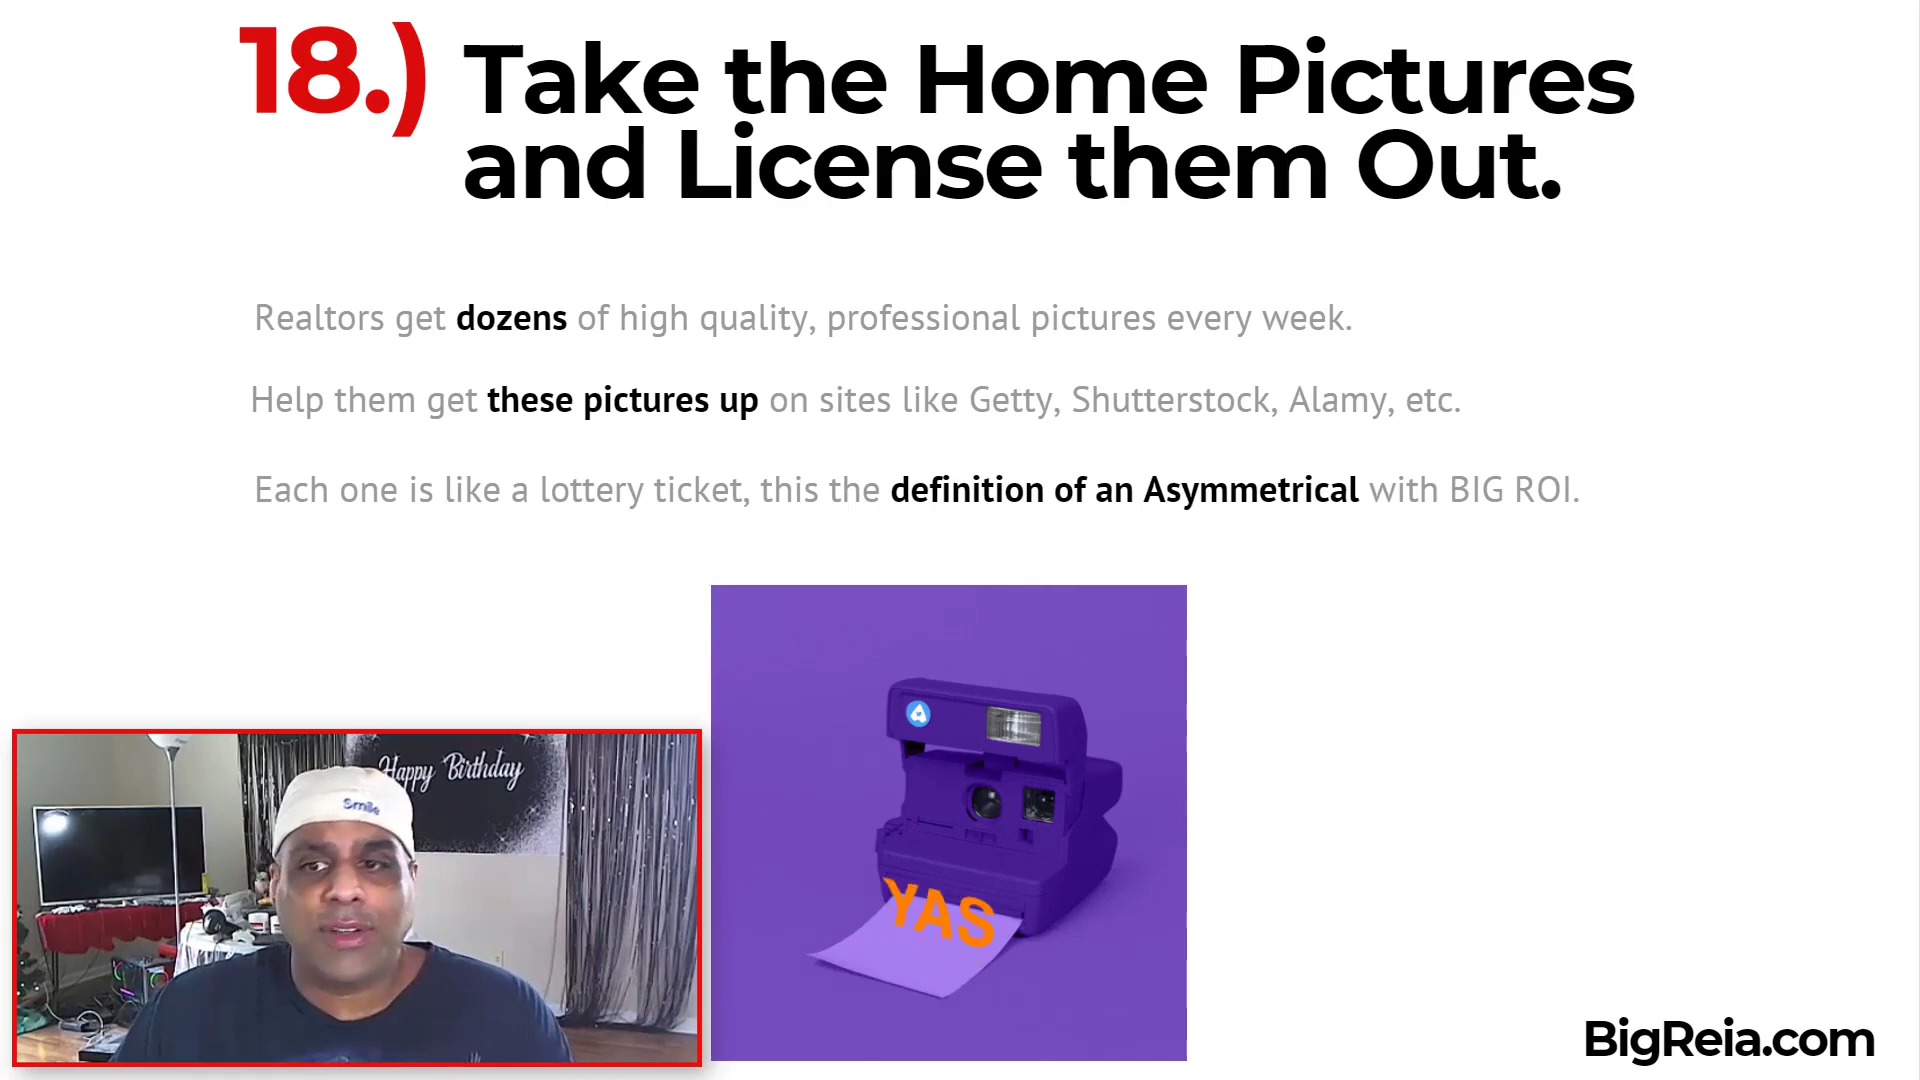 18.) Take the Home Pictures
and License them Out.
Realtors get dozens of high quality, professional pictures every week.
Help them get these pictures up on sites like Getty, Shutterstock, Alamy, etc.
Each one is like a lottery ticket, this the definition of an Asymmetrical with BIG ROI.
Happy Birthday
Smile
YAS
BigReia.com